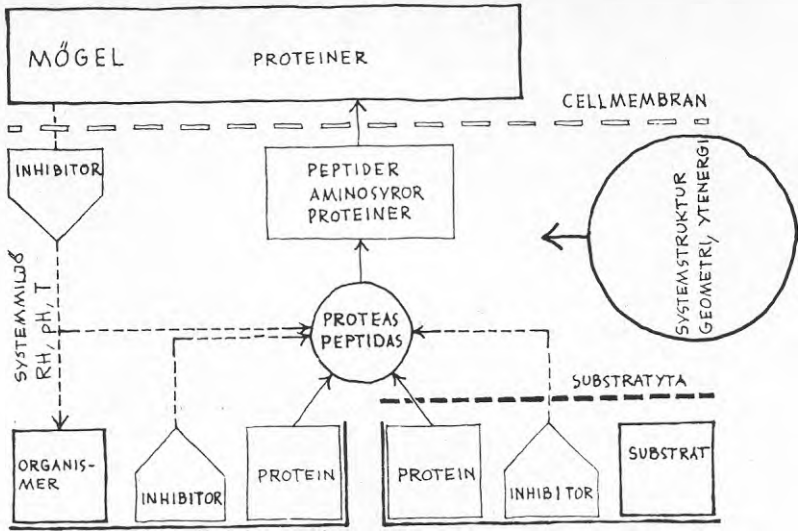 MÖGEL
PROTEINER
CELLMEMBRAN
INHIBITOR
PEPTIDER
AMINOSYROR
PROTEINER
SYSTEMSTRUKTUR
GEOMETRI, YTENERGI
SYSTEMMILJÖ
RH, pH, T
PROTEAS
PEPTIDAS
SUBSTRATYTA
ORGANIS-
MER
INHIBITOR
PROTEIN
PROTEIN
INHIBITOR
SUBSTRAT